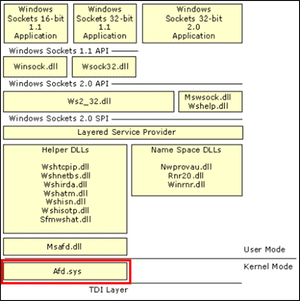 Windows Sockets 16-bit 1.1 Application
Windows Sockets 32-bit 1.1 Application
Windows Sockets 32-bit 2.0 Application
Windows Sockets 1.1 API
Winsock.dll
Wsock32.dll
Windows Sockets 2.0 API
Ws2_32.dll
Mswsock.dll
Wshelp.dll
Windows Sockets 2.0 SPI
Layered Service Provider
Helper DLLs
Wshtcpip.dll
Wshnetbs.dll
Wshirda.dll
Wshatm.dll
Wshisn.dll
Wshisotp.dll
Sfmwshat.dll
Name Space DLLs
Nwprovau.dll
Rnr20.dll
Winrnr.dll
Msafd.dll
User Mode
Kernel Mode
Afd.sys
TDI Layer